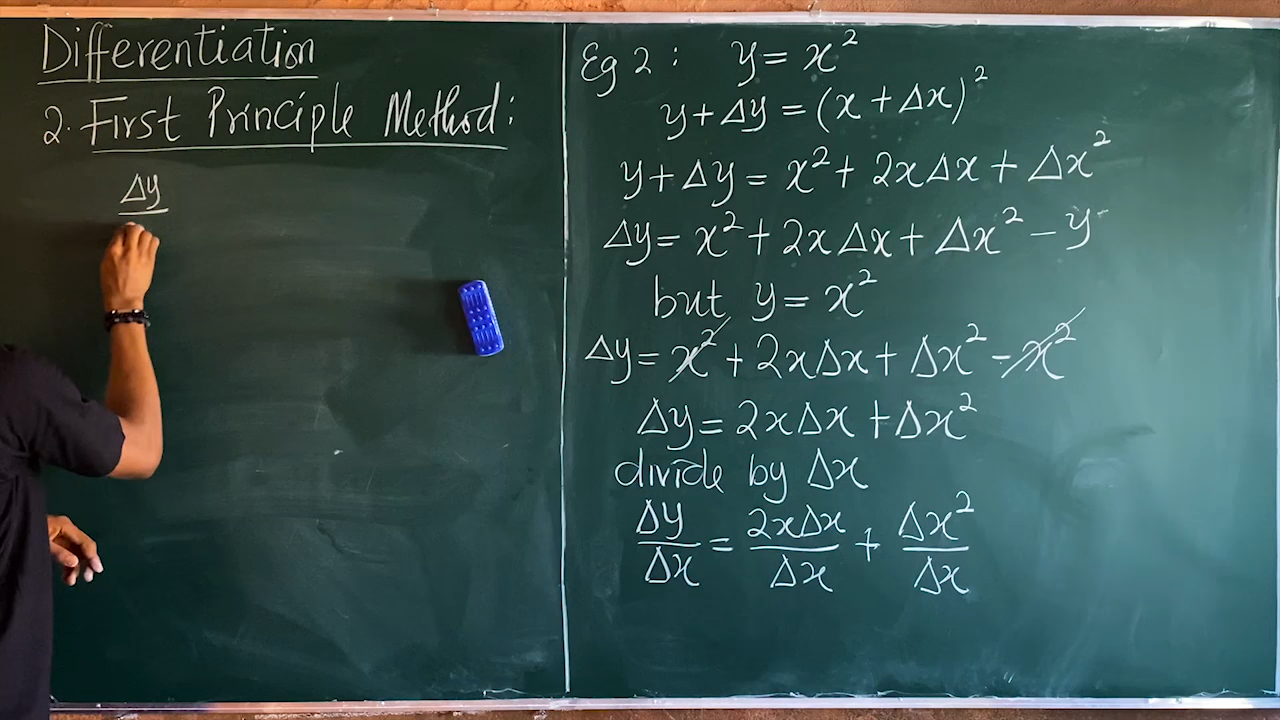 Differentiation
2. First Principle Method:
Δy
Eg 2: y = x²
y + Δy = (x + Δx)²
y + Δy = x² + 2xΔx + Δx²
Δy = x² + 2xΔx + Δx² - y
but y = x²
Δy = x² + 2xΔx + Δx² - x²
Δy = 2xΔx + Δx²
divide by Δx
Δy/Δx = 2xΔx/Δx + Δx²/Δx